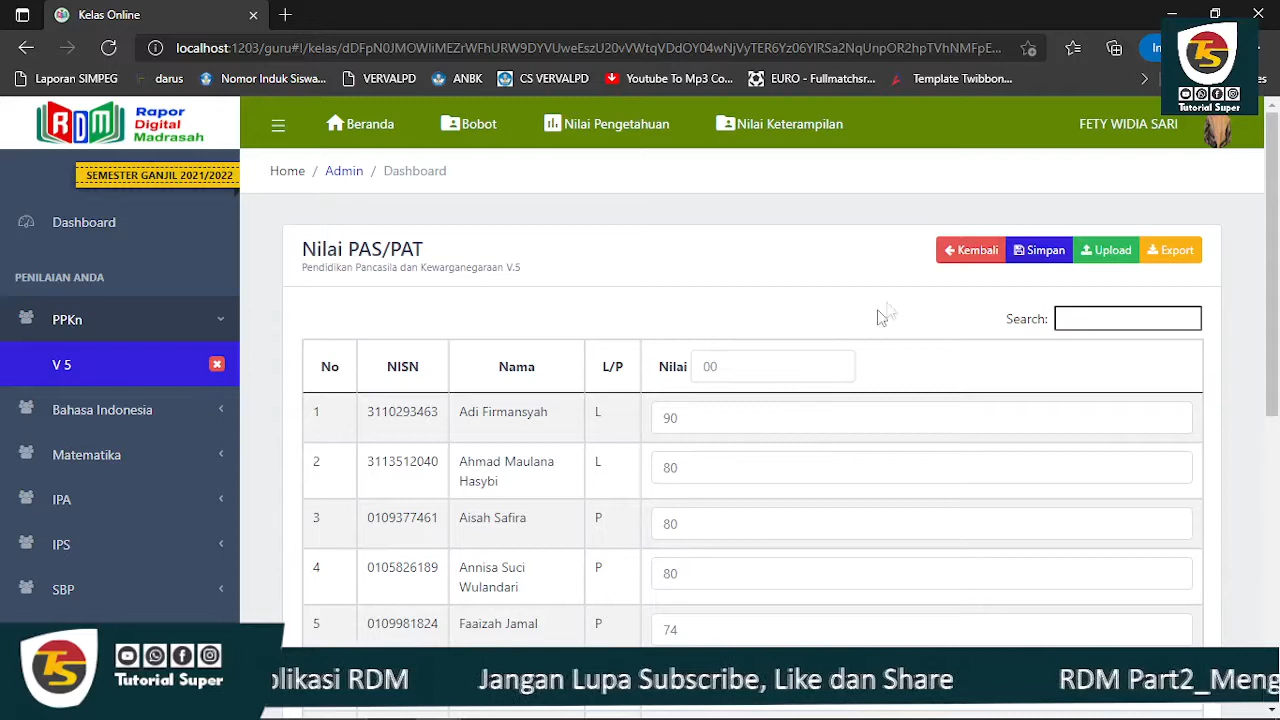 Kelas Online
localhost:1203/guru#!/kelas/
Laporan SIMPEG
darus
Nomor Induk Siswa...
VERVALPD
ANBK
CS VERVALPD
Youtube To Mp3 Co...
EURO - Fullmatchs...
Template Twibbon...
TS
Tutorial Super
RDM
Rapor
Digital
Madrasah
Beranda
Bobot
Nilai Pengetahuan
Nilai Keterampilan
FETY WIDIA SARI
SEMESTER GANJIL 2021/2022
Home / Admin / Dashboard
Dashboard
PENILAIAN ANDA
PPKn
V 5
Bahasa Indonesia
Matematika
IPA
IPS
SBP
Nilai PAS/PAT
Pendidikan Pancasila dan Kewarganegaraan V.5
Kembali
Simpan
Upload
Export
Search:
No NISN Nama L/P Nilai 00
1 3110293463 Adi Firmansyah L 90
2 3113512040 Ahmad Maulana Hasybi L 80
3 0109377461 Aisah Safira P 80
4 0105826189 Annisa Suci Wulandari P 80
5 0109981824 Faaizah Jamal P 74
TS
Tutorial Super
plikasi RDM
Jangan Lupa Subscribe, Like dan Share
RDM Part2_Meng